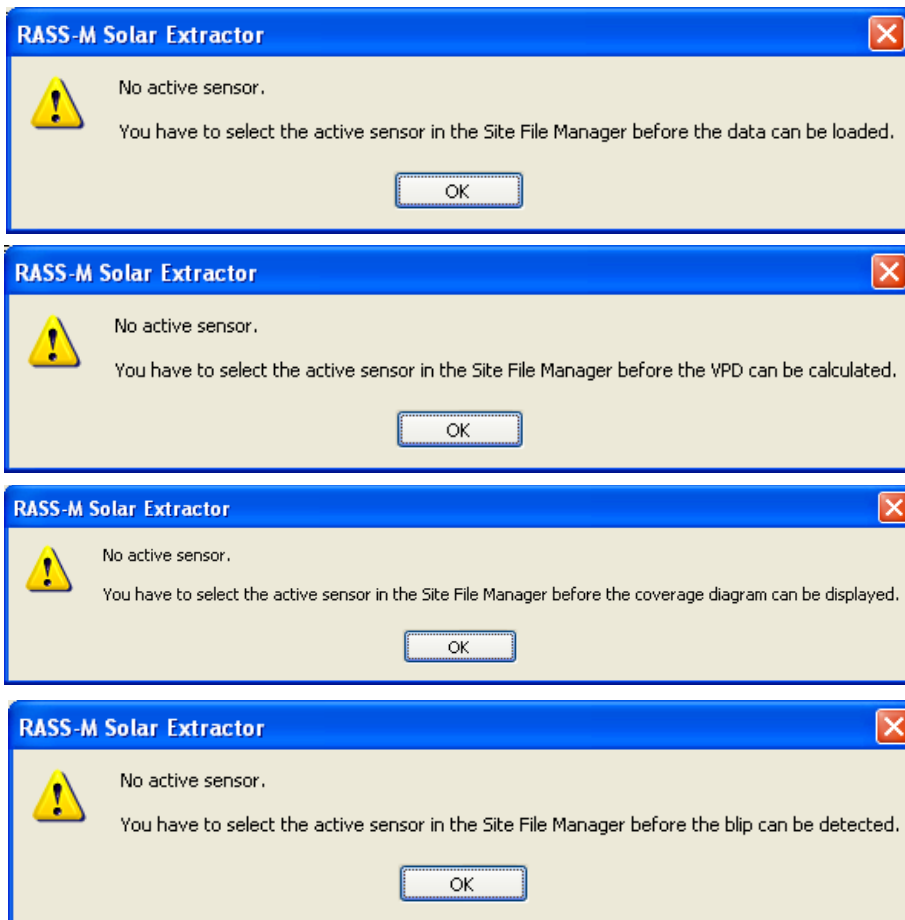 RASS-M Solar Extractor
No active sensor.
You have to select the active sensor in the Site File Manager before the data can be loaded.
OK
RASS-M Solar Extractor
No active sensor.
You have to select the active sensor in the Site File Manager before the VPD can be calculated.
OK
RASS-M Solar Extractor
No active sensor.
You have to select the active sensor in the Site File Manager before the coverage diagram can be displayed.
OK
RASS-M Solar Extractor
No active sensor.
You have to select the active sensor in the Site File Manager before the blip can be detected.
OK